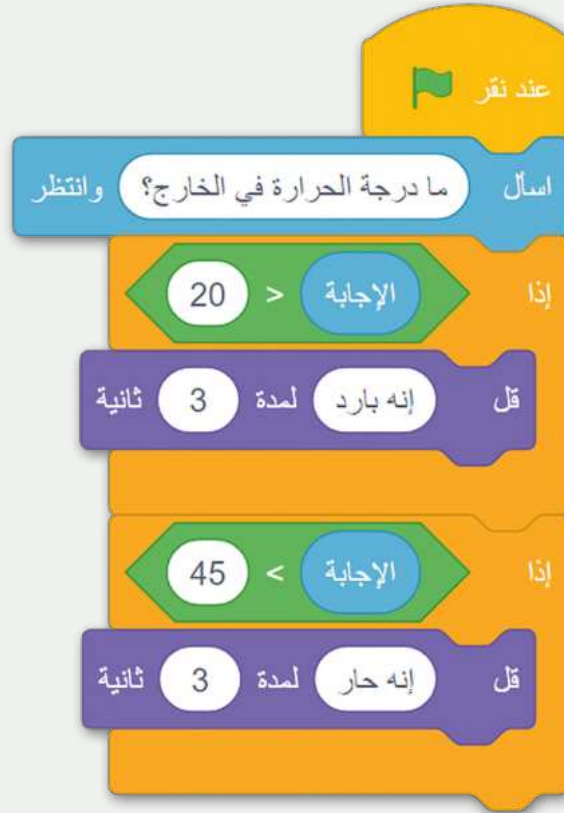 عند نقر
اسأل ما درجة الحرارة في الخارج؟ وانتظر
إذا الإجابة < 20
قل إنه بارد لمدة 3 ثانية
إذا الإجابة > 45
قل إنه حار لمدة 3 ثانية